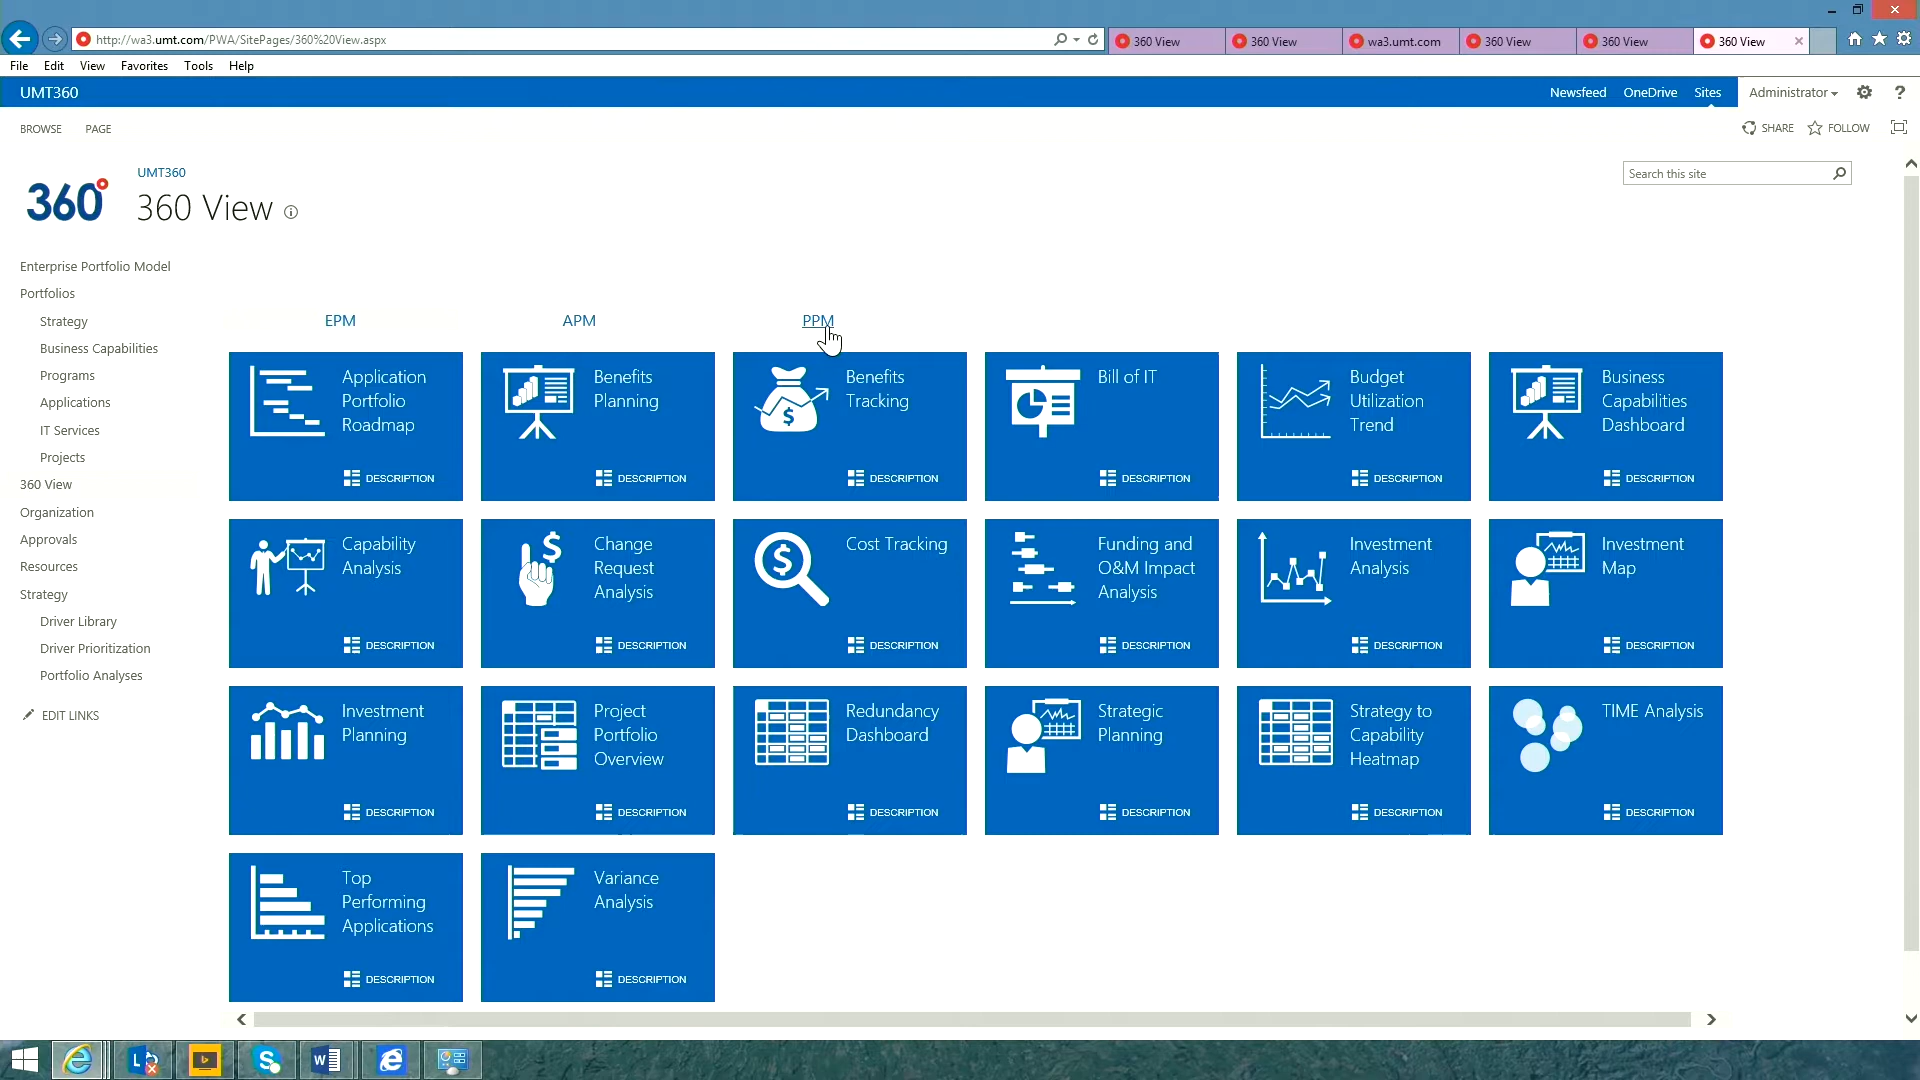 http://wa3.umt.com/PWA/SitePages/360%20View.aspx
360 View
360 View
wa3.umt.com
360 View
360 View
360 View
File Edit View Favorites Tools Help
UMT360
Newsfeed OneDrive Sites
Administrator
?
BROWSE PAGE
SHARE FOLLOW
360
UMT360
360 View
Search this site
Enterprise Portfolio Model
Portfolios
Strategy
Business Capabilities
Programs
Applications
IT Services
Projects
360 View
Organization
Approvals
Resources
Strategy
Driver Library
Driver Prioritization
Portfolio Analyses
EDIT LINKS
EPM APM PPM
Application
Portfolio
Roadmap
DESCRIPTION
Benefits
Planning
DESCRIPTION
Benefits
Tracking
DESCRIPTION
Bill of IT
DESCRIPTION
Budget
Utilization
Trend
DESCRIPTION
Business
Capabilities
Dashboard
DESCRIPTION
Capability
Analysis
DESCRIPTION
Change
Request
Analysis
DESCRIPTION
Cost Tracking
DESCRIPTION
Funding and
O&M Impact
Analysis
DESCRIPTION
Investment
Analysis
DESCRIPTION
Investment
Map
DESCRIPTION
Investment
Planning
DESCRIPTION
Project
Portfolio
Overview
DESCRIPTION
Redundancy
Dashboard
DESCRIPTION
Strategic
Planning
DESCRIPTION
Strategy to
Capability
Heatmap
DESCRIPTION
TIME Analysis
DESCRIPTION
Top
Performing
Applications
DESCRIPTION
Variance
Analysis
DESCRIPTION